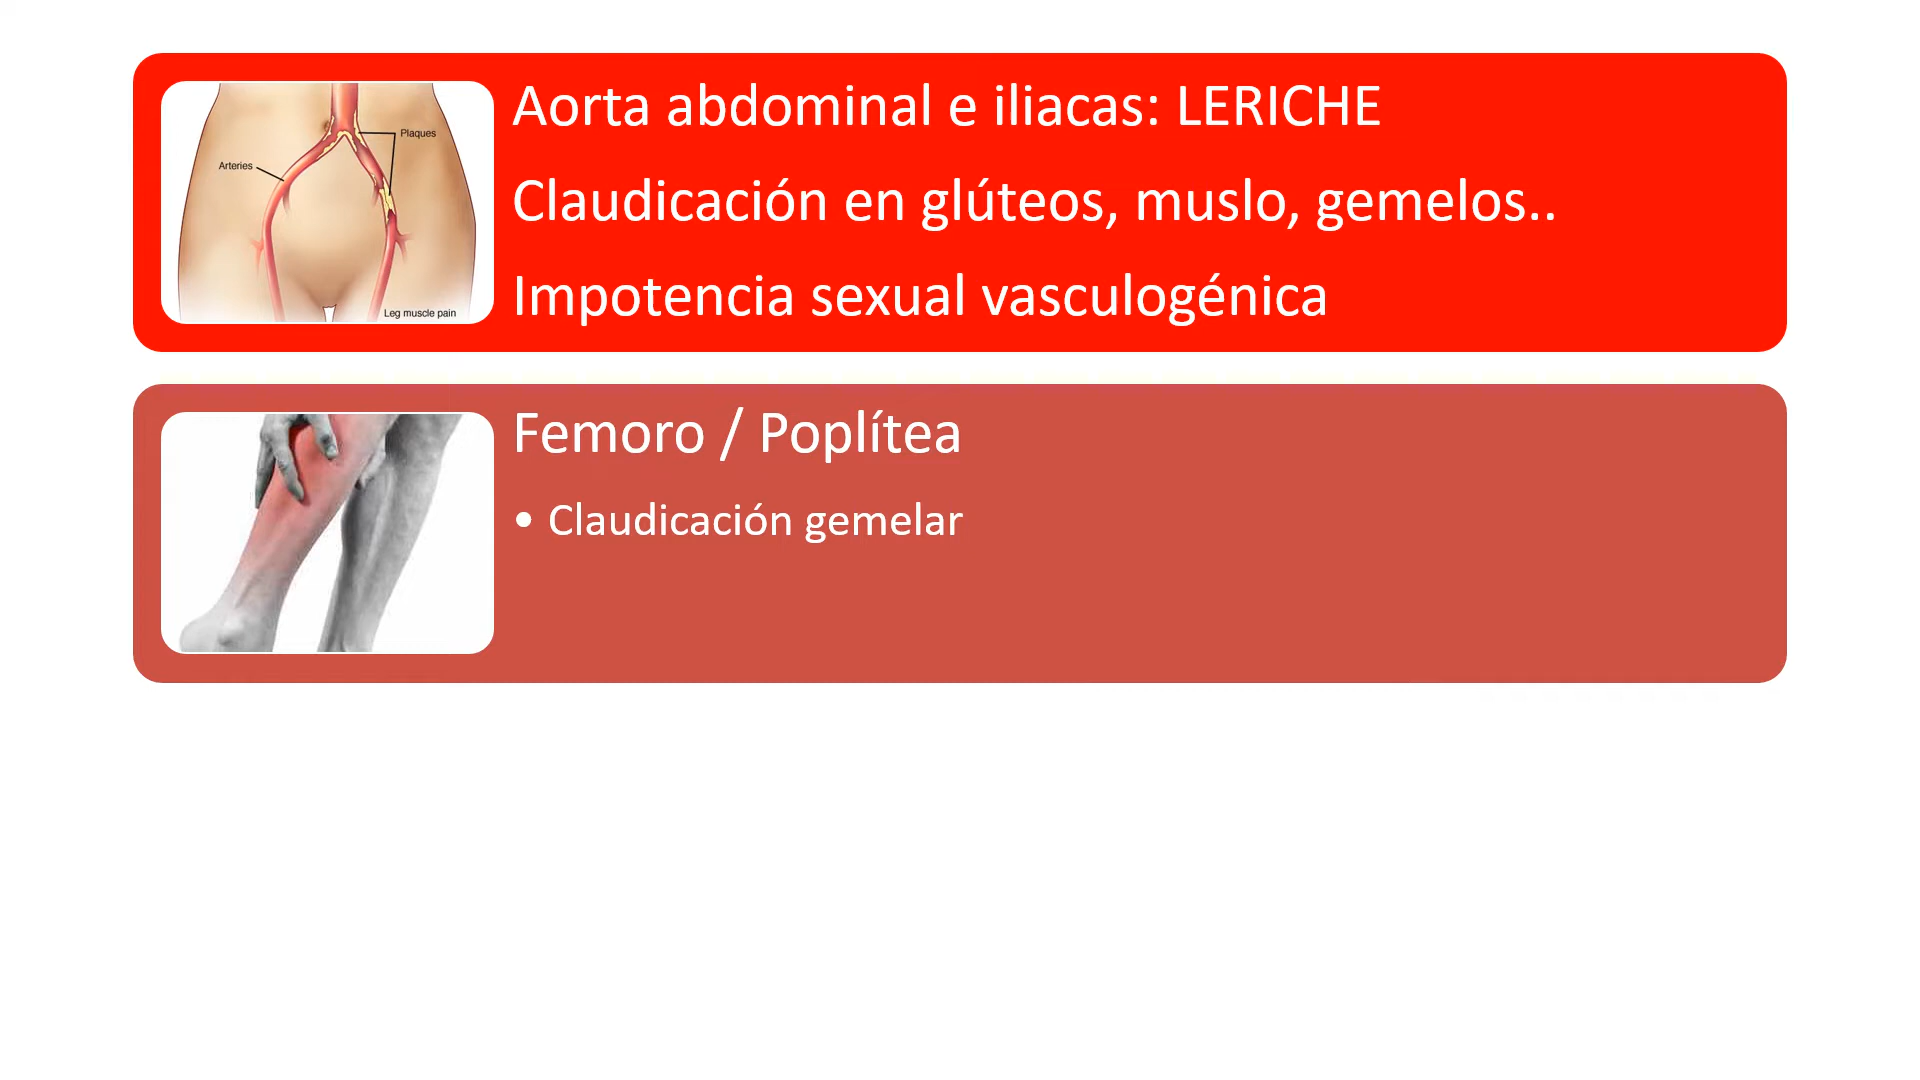 Aorta abdominal e iliacas: LERICHE
Claudicación en glúteos, muslo, gemelos..
Impotencia sexual vasculogénica
Plaques
Arteries
Leg muscle pain
Femoro / Poplítea
• Claudicación gemelar